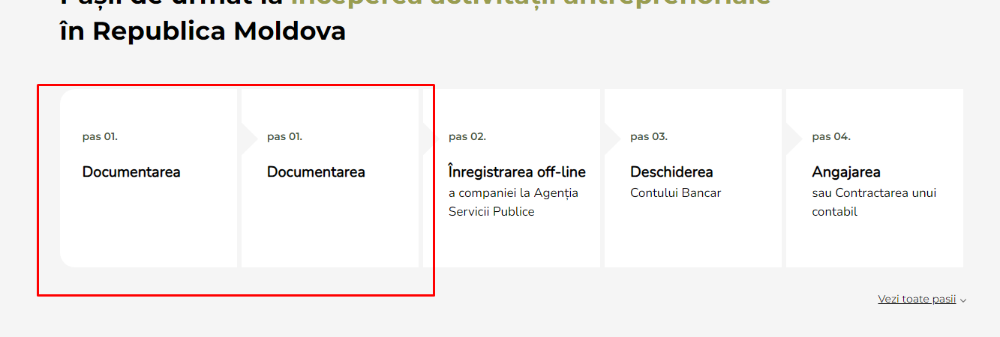 Pașii de urmat la începerea activității antreprenoriale
în Republica Moldova
pas 01.
Documentarea
pas 01.
Documentarea
pas 02.
Înregistrarea off-line
a companiei la Agenția
Servicii Publice
pas 03.
Deschiderea
Contului Bancar
pas 04.
Angajarea
sau Contractarea unui
contabil
Vezi toate pasii